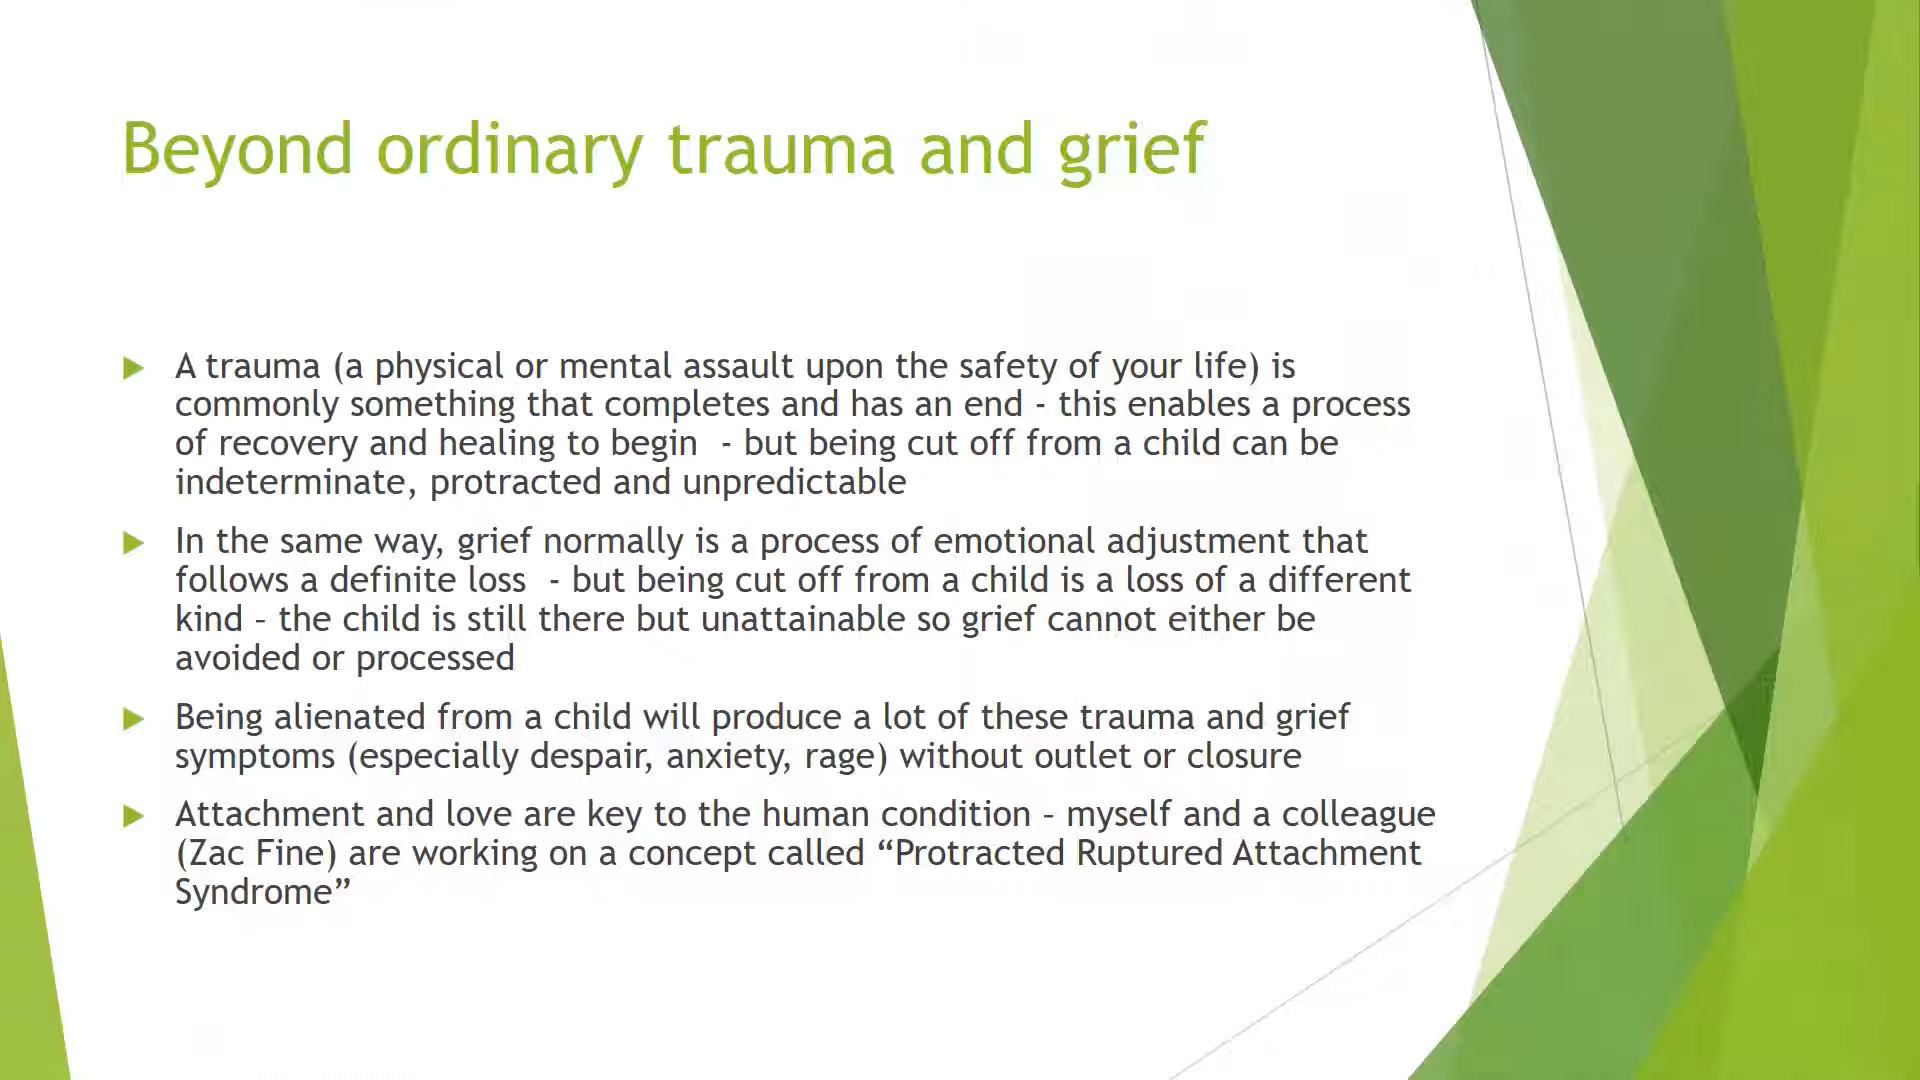 Beyond ordinary trauma and grief
A trauma (a physical or mental assault upon the safety of your life) is
commonly something that completes and has an end - this enables a process
of recovery and healing to begin  - but being cut off from a child can be
indeterminate, protracted and unpredictable
In the same way, grief normally is a process of emotional adjustment that
follows a definite loss  - but being cut off from a child is a loss of a different
kind – the child is still there but unattainable so grief cannot either be
avoided or processed
Being alienated from a child will produce a lot of these trauma and grief
symptoms (especially despair, anxiety, rage) without outlet or closure
Attachment and love are key to the human condition – myself and a colleague
(Zac Fine) are working on a concept called “Protracted Ruptured Attachment
Syndrome”